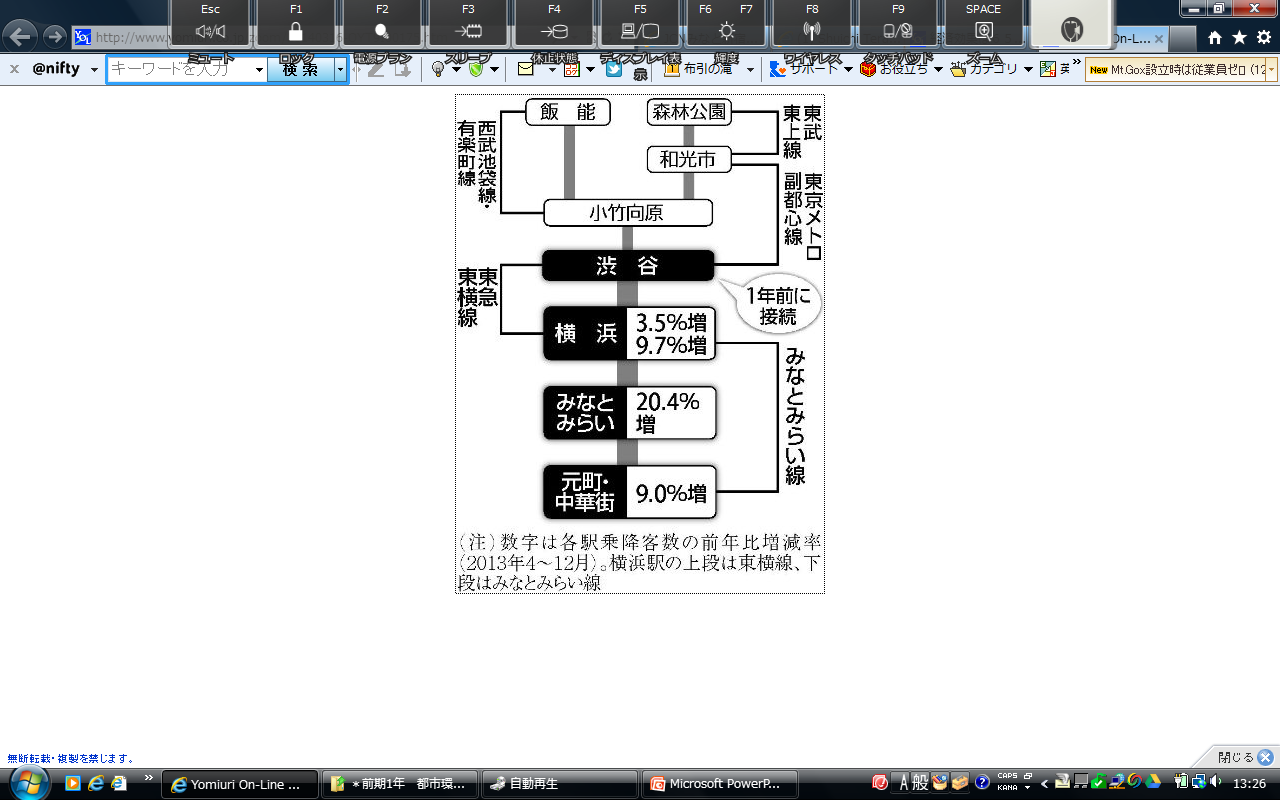 Esc
F1
F2
F3
F4
F5
F6 F7
F8
F9
SPACE
ミュート
ロック
電源プラン
スリープ
休止状態
ディスプレイ表示
輝度
ワイヤレス
タッチパッド
ズーム
@nifty
キーワードを入力
検索
布引の滝
サポート
お役立ち
カテゴリ
英
New Mt.Gox設立時は従業員ゼロ (12
飯 能
森林公園
東武
東上線
西武池袋線・
有楽町線
和光市
小竹向原
東京メトロ
副都心線
渋 谷
東急
東横線
1年前に
接続
横 浜
3.5%増
9.7%増
みなと
みらい
20.4%
増
みなとみらい線
元町・
中華街
9.0%増
(注)数字は各駅乗降客数の前年比増減率
(2013年4〜12月)。横浜駅の上段は東横線、下
段はみなとみらい線
無断転載・複製を禁じます。
閉じる
Yomiuri On-Line ...
*前期1年 都市環...
自動再生
Microsoft PowerP...
A 般
CAPS
KANA
13:26